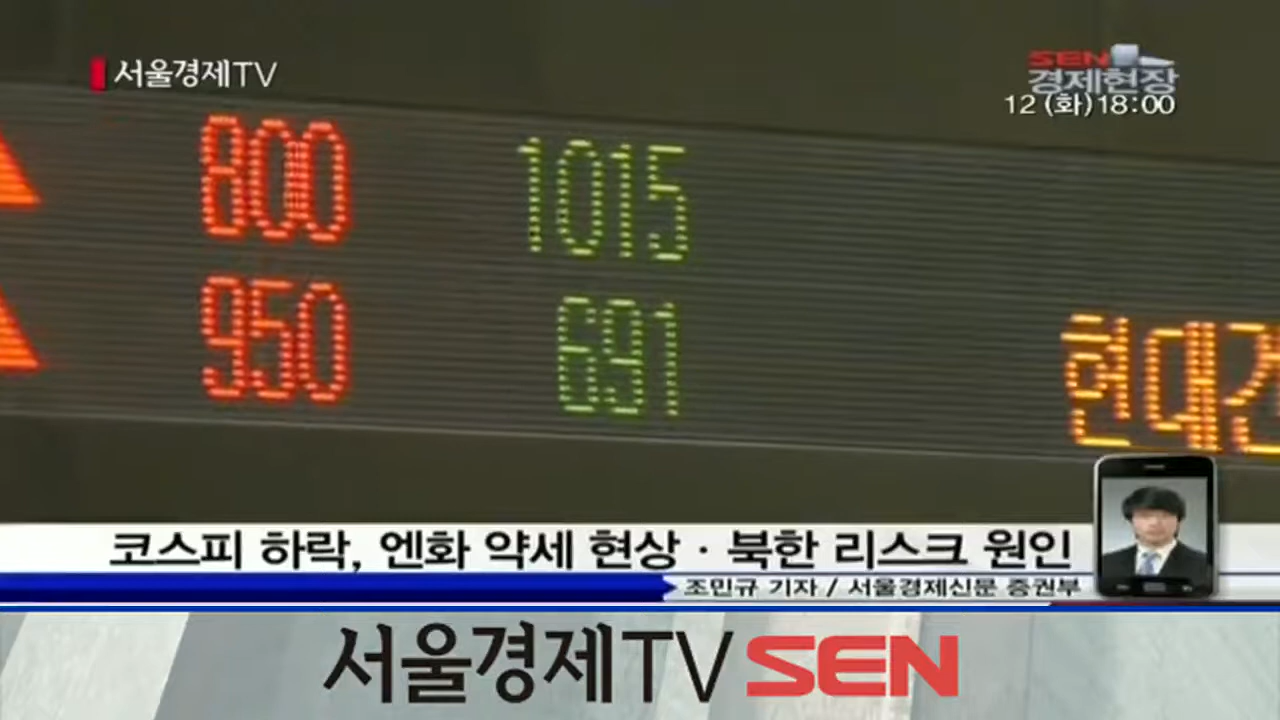 서울경제TV
SEN
경제현장
12 (화) 18:00
800 1015
950 691
현대건
코스피 하락, 엔화 약세 현상 · 북한 리스크 원인
조민규 기자 / 서울경제신문 증권부
서울경제TV SEN